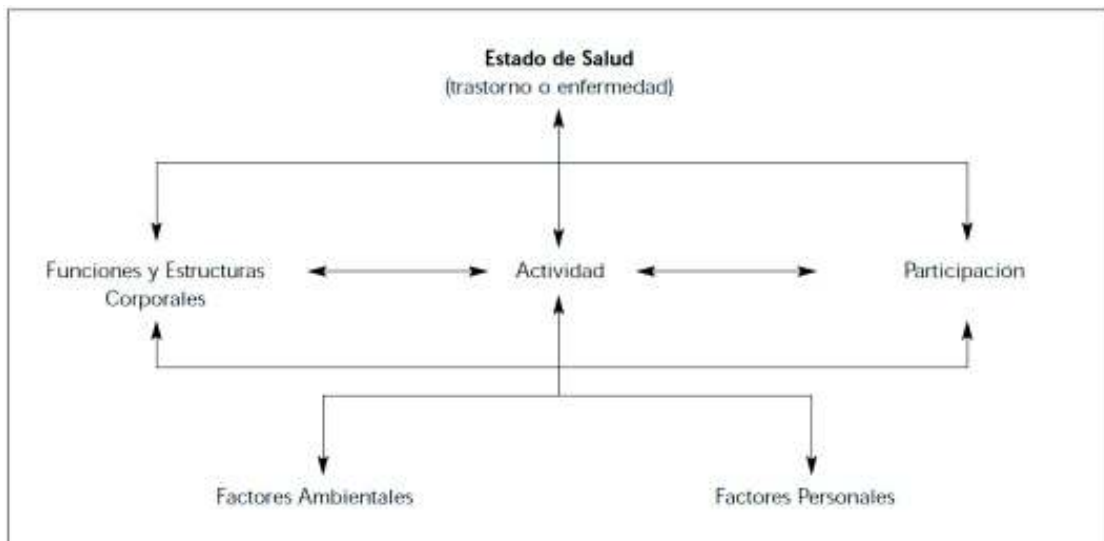 Estado de Salud
(trastorno o enfermedad)
Funciones y Estructuras
Corporales
Actividad
Participación
Factores Ambientales
Factores Personales